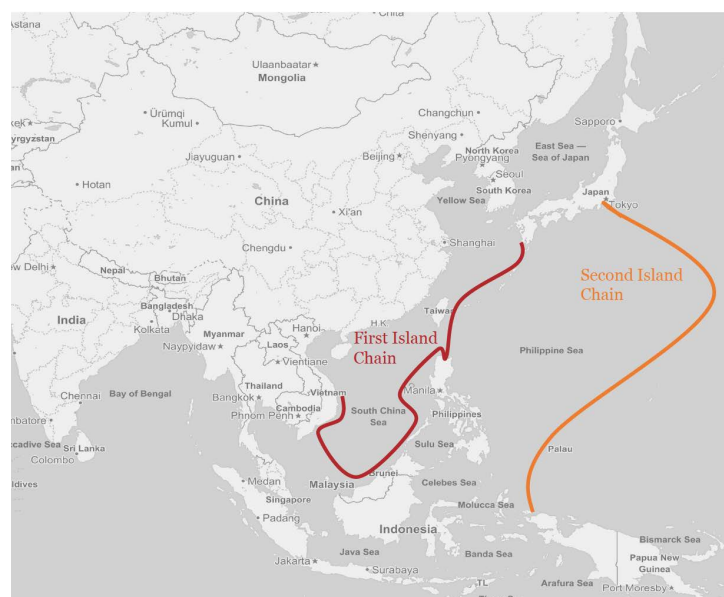 Astana
Ulaanbaatar
Mongolia
Ürümqi
Kumul
Changchun
Shenyang
Sapporo
Jiayuguan
Beijing
North Korea
Pyongyang
East Sea —
Sea of Japan
Seoul
South Korea
Hotan
Japan
Tokyo
Yellow Sea
China
Xi'an
Shanghai
Chengdu
Second Island
Chain
New Delhi
Nepal
Bhutan
Bangladesh
Dhaka
India
Kolkata
Myanmar
Hanoi
H K
Taiwan
First Island
Chain
Naypyidaw
Laos
Vientiane
Philippine Sea
Thailand
Bay of Bengal
Chennai
Bangkok
Vietnam
Manila
Cambodia
Phnom Penh
South China
Sea
Philippines
Sri Lanka
Colombo
Sulu Sea
Palau
Brunei
Medan
Malaysia
Celebes Sea
Singapore
Molucca Sea
Padang
Indonesia
Bismarck Sea
Java Sea
Banda Sea
Papua New
Guinea
Jakarta
Surabaya
TL
Arafura Sea
Port Moresby